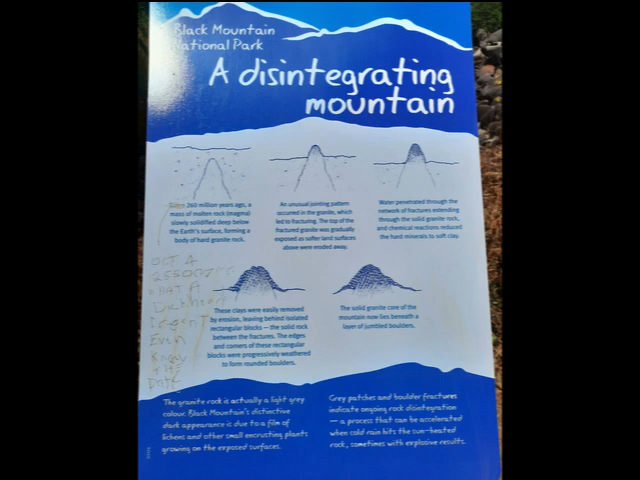 Black Mountain
National Park
A disintegrating
mountain
260 million years ago, a
mass of molten rock (magma)
slowly solidified deep below
the Earth's surface, forming a
body of hard granite rock.
An unusual jointing pattern
occurred in the granite, which
led to fracturing. The top of the
fractured granite was gradually
exposed as softer land surfaces
above were eroded away.
Water penetrated through the
network of fractures extending
through the solid granite rock,
and chemical reactions reduced
the hard minerals to soft clay.
OCT 4
WHAT A
Doesn't
Even
Know
THE
DATE
These clays were easily removed
by erosion, leaving behind isolated
rectangular blocks — the solid rock
between the fractures. The edges
and corners of these rectangular
blocks were progressively weathered
to form rounded boulders.
The solid granite core of the
mountain now lies beneath a
layer of jumbled boulders.
The granite rock is actually a light grey
colour. Black Mountain's distinctive
dark appearance is due to a film of
lichens and other small encrusting plants
growing on the exposed surfaces.
Grey patches and boulder fractures
indicate ongoing rock disintegration
— a process that can be accelerated
when cold rain hits the sun-heated
rock, sometimes with explosive results.